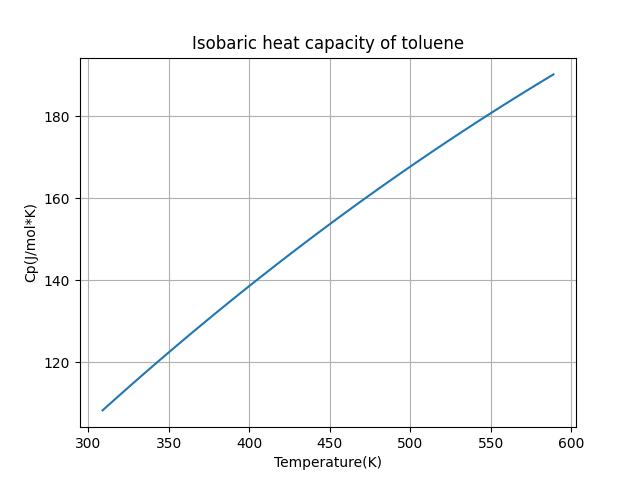 Isobaric heat capacity of toluene
Cp(J/mol*K)
180
160
140
120
300 350 400 450 500 550 600
Temperature(K)